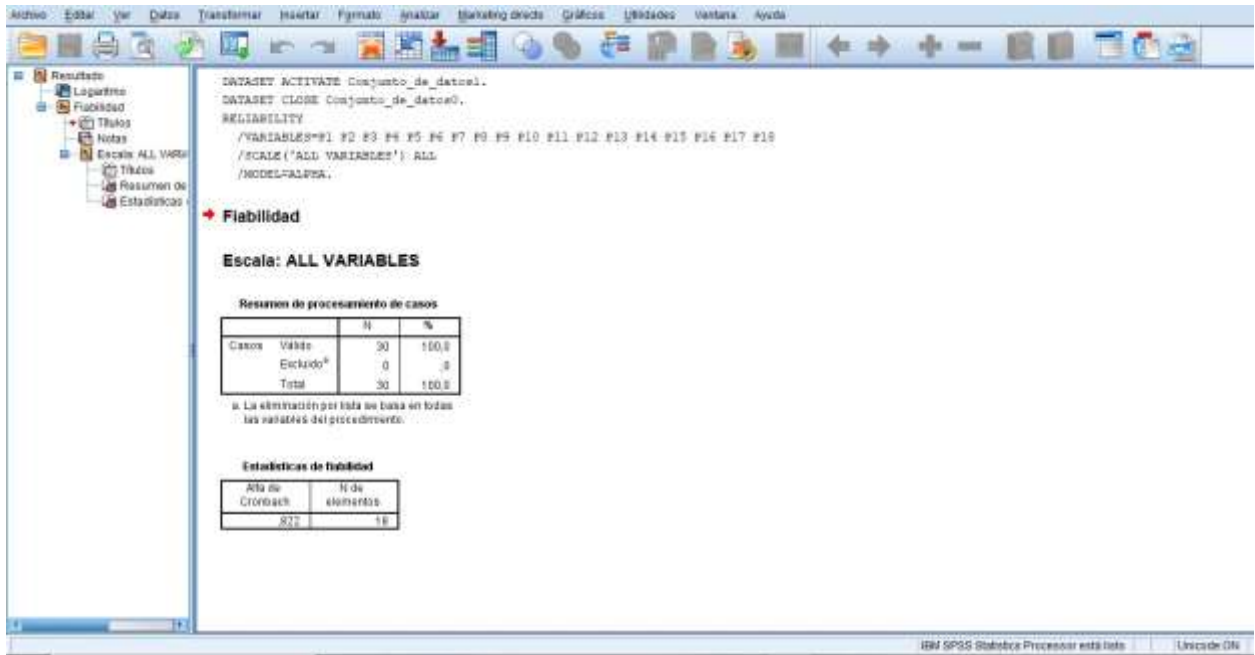 Archivo Editar Ver Datos Transformar Insertar Formato Analizar Marketing directo Gráficos Utilidades Ventana Ayuda
Resultado
Logaritmo
Fiabilidad
Títulos
Notas
Escala: ALL VARIA
Títulos
Resumen de
Estadísticas
DATASET ACTIVATE Conjunto_de_datos1.
DATASET CLOSE Conjunto_de_datos0.
RELIABILITY
/VARIABLES=P1 P2 P3 P4 P5 P6 P7 P8 P9 P10 P11 P12 P13 P14 P15 P16 P17 P18
/SCALE('ALL VARIABLES') ALL
/MODEL=ALPHA.
Fiabilidad
Escala: ALL VARIABLES
Resumen de procesamiento de casos
N %
Casos Válido 30 100,0
Excluido^a 0 ,0
Total 30 100,0
a. La eliminación por lista se basa en todas
las variables del procedimiento.
Estadísticas de fiabilidad
Alfa de Cronbach N de elementos
18
IBM SPSS Statistics Processor está listo Unicode:ON